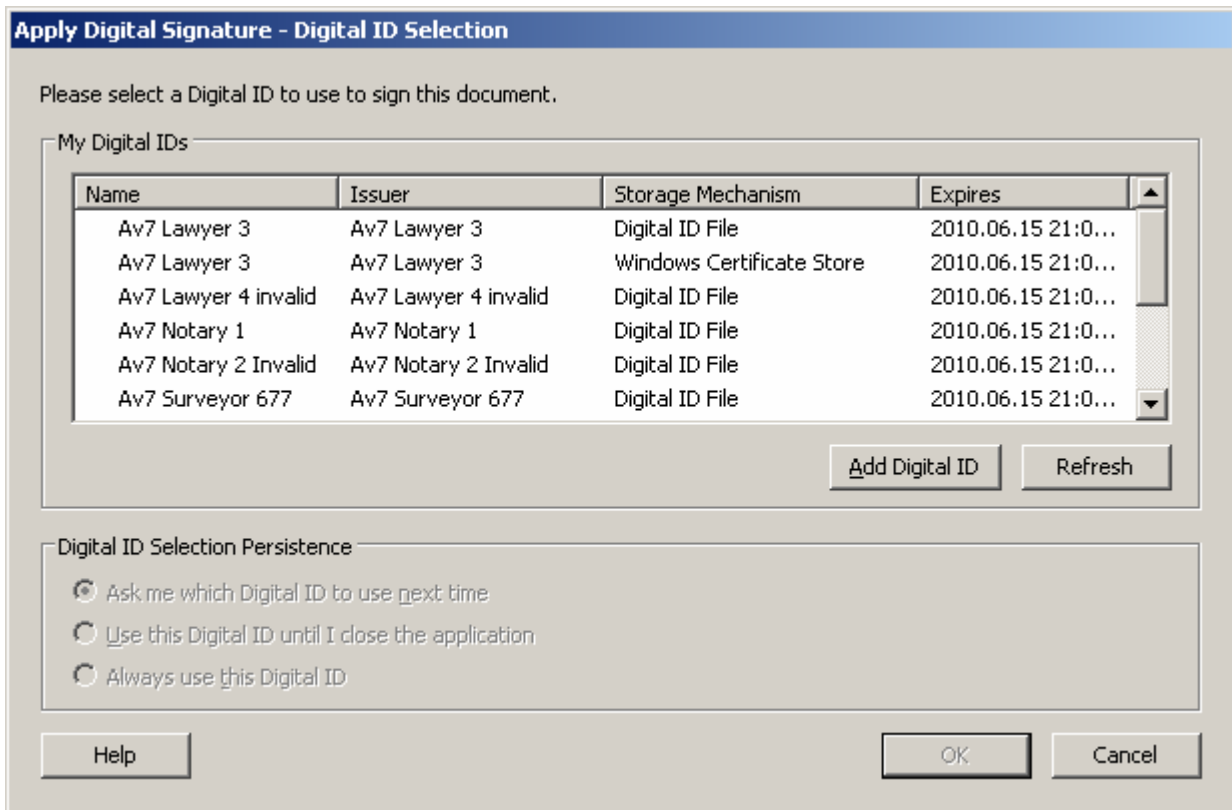 Apply Digital Signature - Digital ID Selection
Please select a Digital ID to use to sign this document.
My Digital IDs
Name Issuer Storage Mechanism Expires
Av7 Lawyer 3 Av7 Lawyer 3 Digital ID File 2010.06.15 21:0...
Av7 Lawyer 3 Av7 Lawyer 3 Windows Certificate Store 2010.06.15 21:0...
Av7 Lawyer 4 invalid Av7 Lawyer 4 invalid Digital ID File 2010.06.15 21:0...
Av7 Notary 1 Av7 Notary 1 Digital ID File 2010.06.15 21:0...
Av7 Notary 2 Invalid Av7 Notary 2 Invalid Digital ID File 2010.06.15 21:0...
Av7 Surveyor 677 Av7 Surveyor 677 Digital ID File 2010.06.15 21:0...
Add Digital ID Refresh
Digital ID Selection Persistence
Ask me which Digital ID to use next time
Use this Digital ID until I close the application
Always use this Digital ID
Help OK Cancel